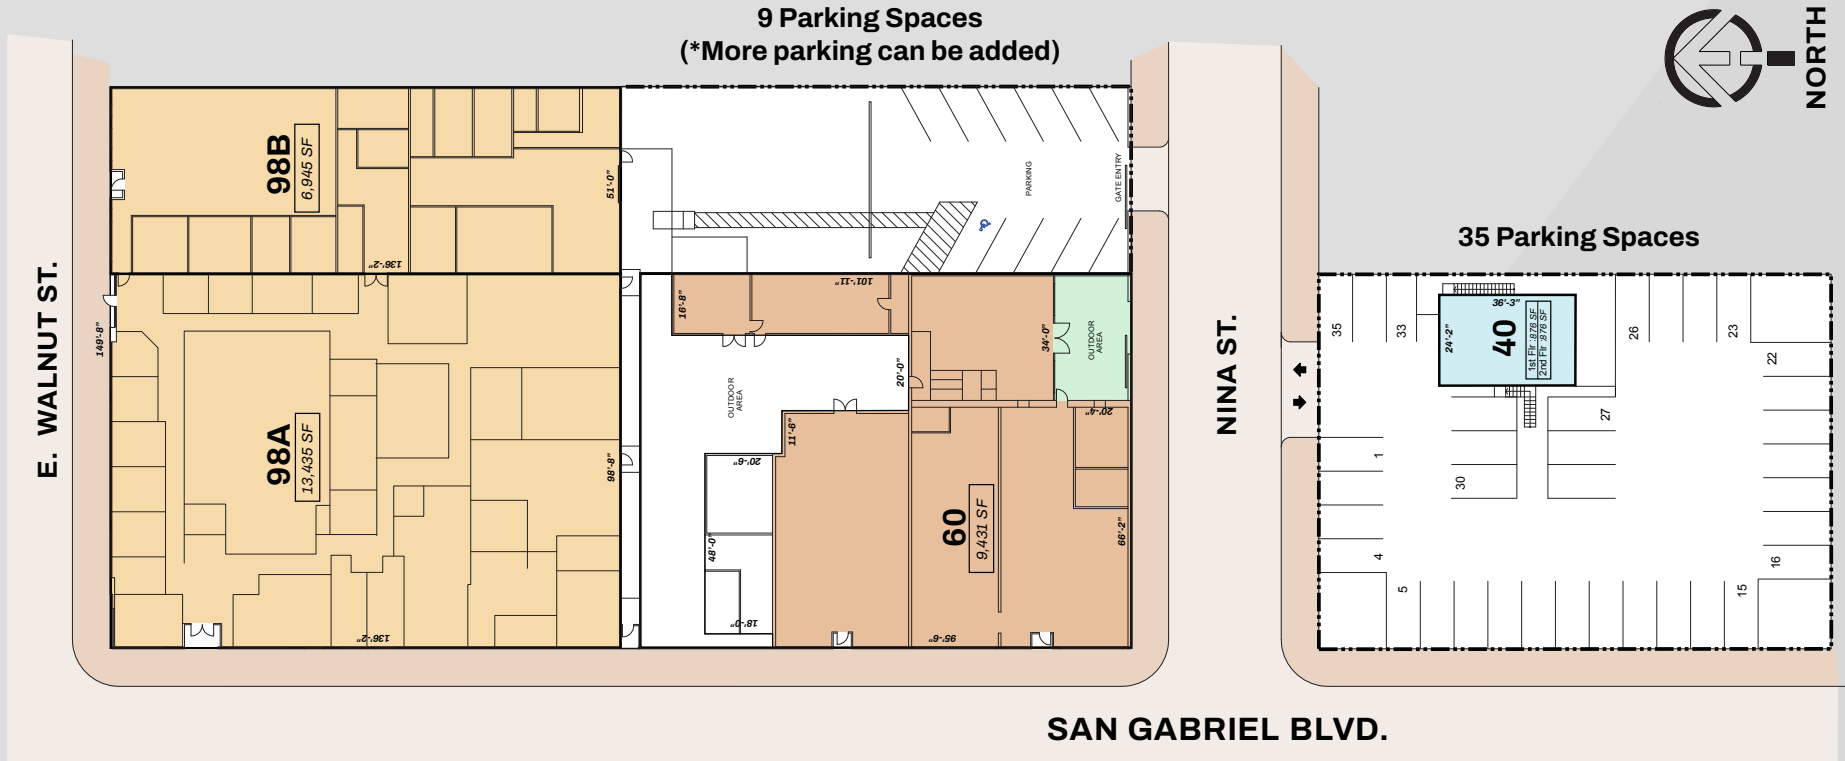 9 Parking Spaces
(*More parking can be added)
NORTH
98B
6,945 SF
136'-2"
51'-0"
PARKING
GATE ENTRY
35 Parking Spaces
E. WALNUT ST.
149'-8"
98A
13,435 SF
136'-2"
98'-8"
16'-8"
101'-11"
OUTDOOR
AREA
20'-0"
34'-0"
OUTDOOR
AREA
20'-4"
11'-6"
20'-6"
48'-0"
18'-0"
60
9,431 SF
66'-2"
95'-6"
NINA ST.
35
33
36'-3"
24'-2"
40
1st Flr :876 SF
2nd Flr :876 SF
26
23
22
27
1
30
4
5
15
16
SAN GABRIEL BLVD.